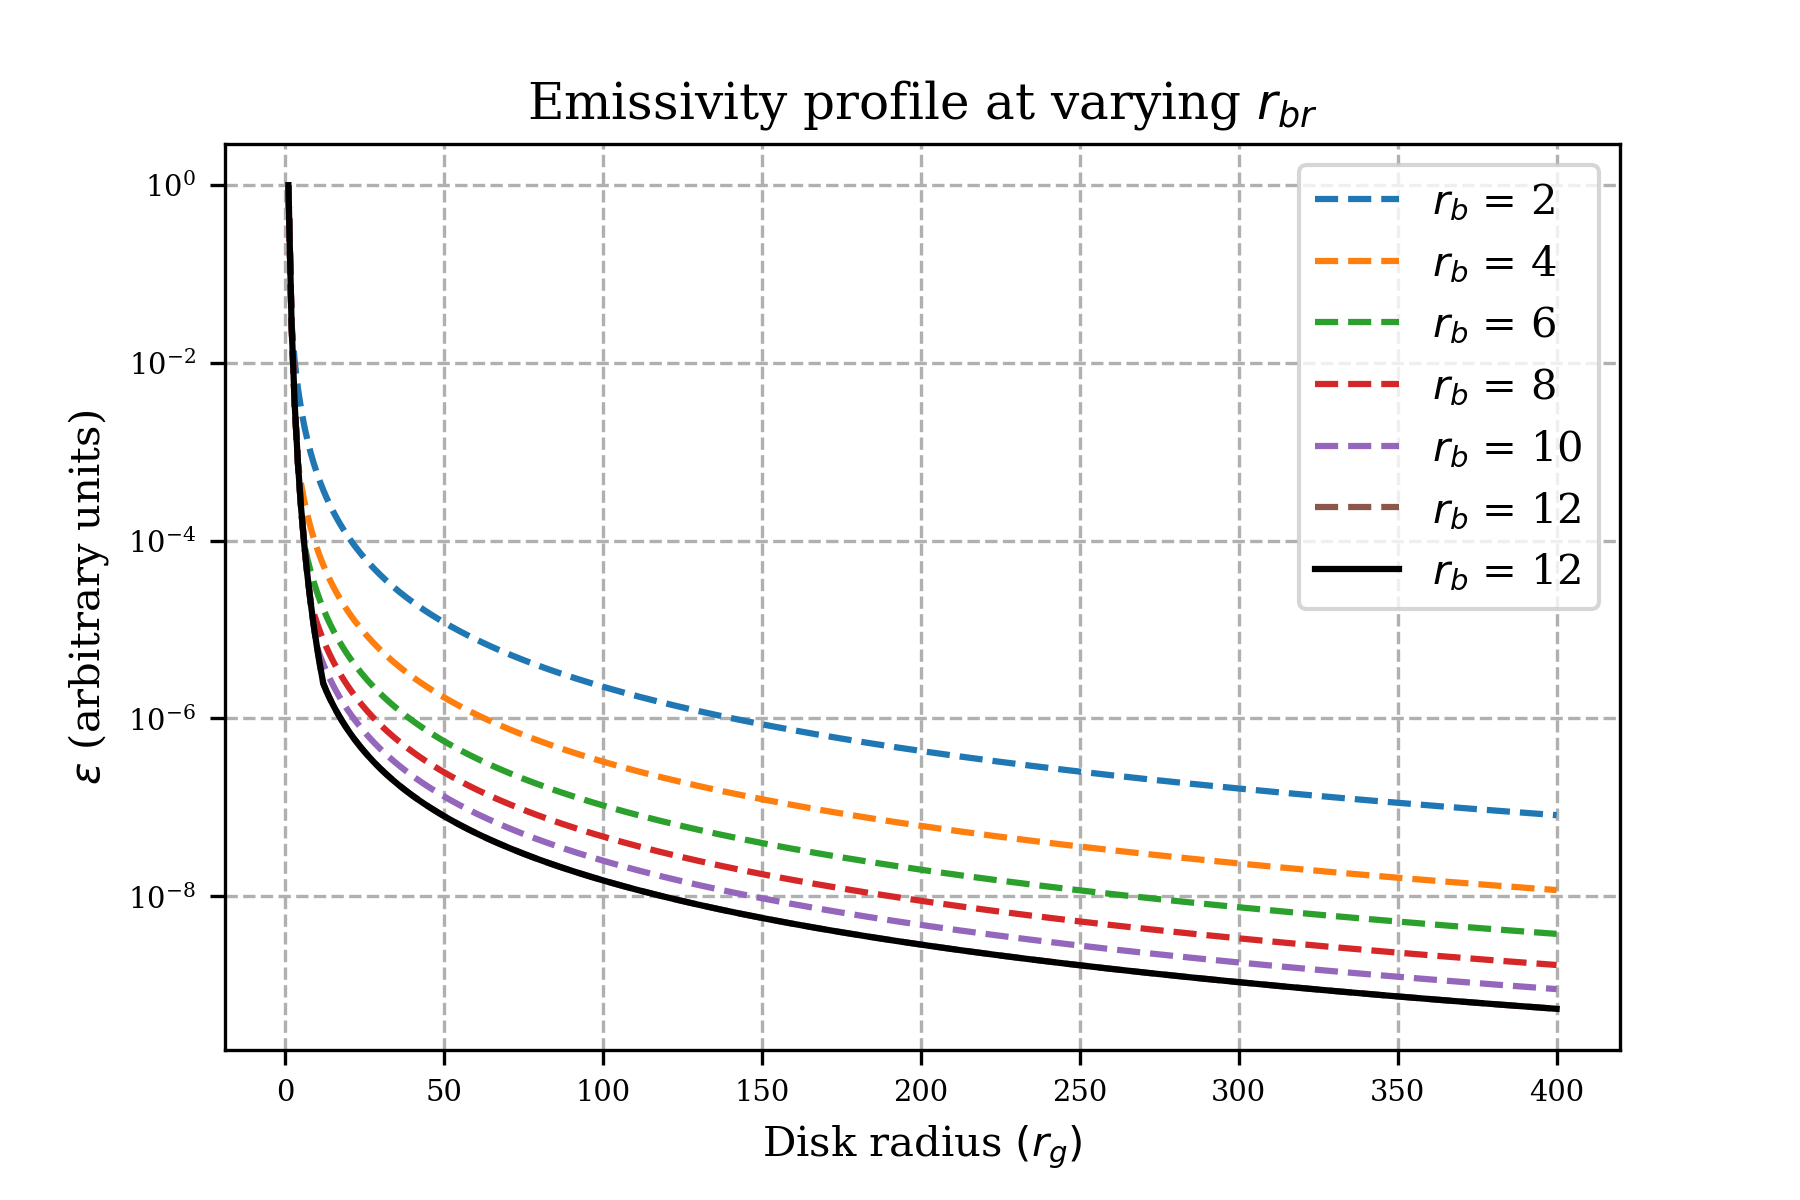 Emissivity profile at varying r_{br}
10^0
10^{-2}
10^{-4}
10^{-6}
10^{-8}
ε (arbitrary units)
r_b = 2
r_b = 4
r_b = 6
r_b = 8
r_b = 10
r_b = 12
r_b = 12
0 50 100 150 200 250 300 350 400
Disk radius (r_g)